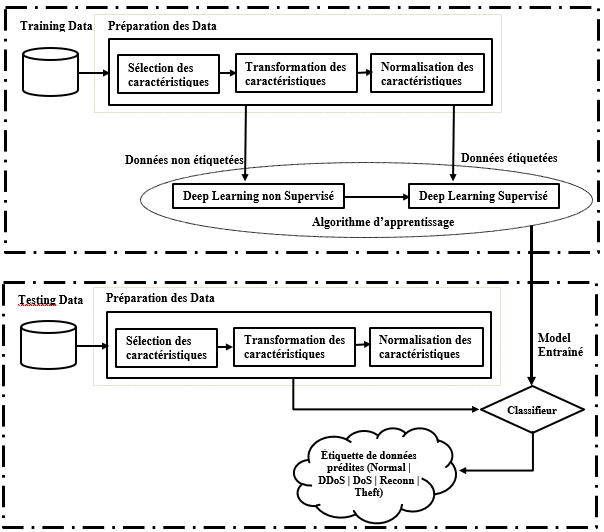 Training Data
Préparation des Data
Sélection des
caractéristiques
Transformation des
caractéristiques
Normalisation des
caractéristiques
Données non étiquetées
Données étiquetées
Deep Learning non Supervisé
Deep Learning Supervisé
Algorithme d'apprentissage
Testing Data
Préparation des Data
Sélection des
caractéristiques
Transformation des
caractéristiques
Normalisation des
caractéristiques
Model
Entraîné
Classifieur
Étiquette de données
prédites (Normal |
DDoS | DoS | Reconn |
Theft)